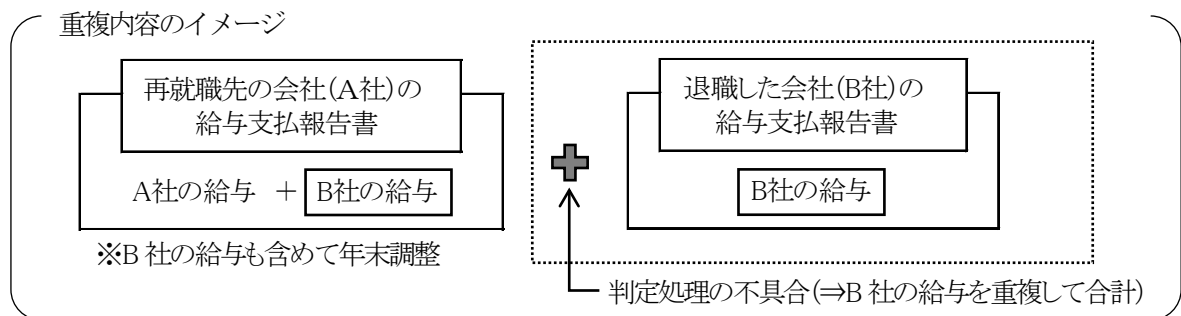 重複内容のイメージ
再就職先の会社(A社)の
給与支払報告書
A社の給与 + B社の給与
※B社の給与も含めて年末調整
退職した会社(B社)の
給与支払報告書
B社の給与
判定処理の不具合(⇒B社の給与を重複して合計)